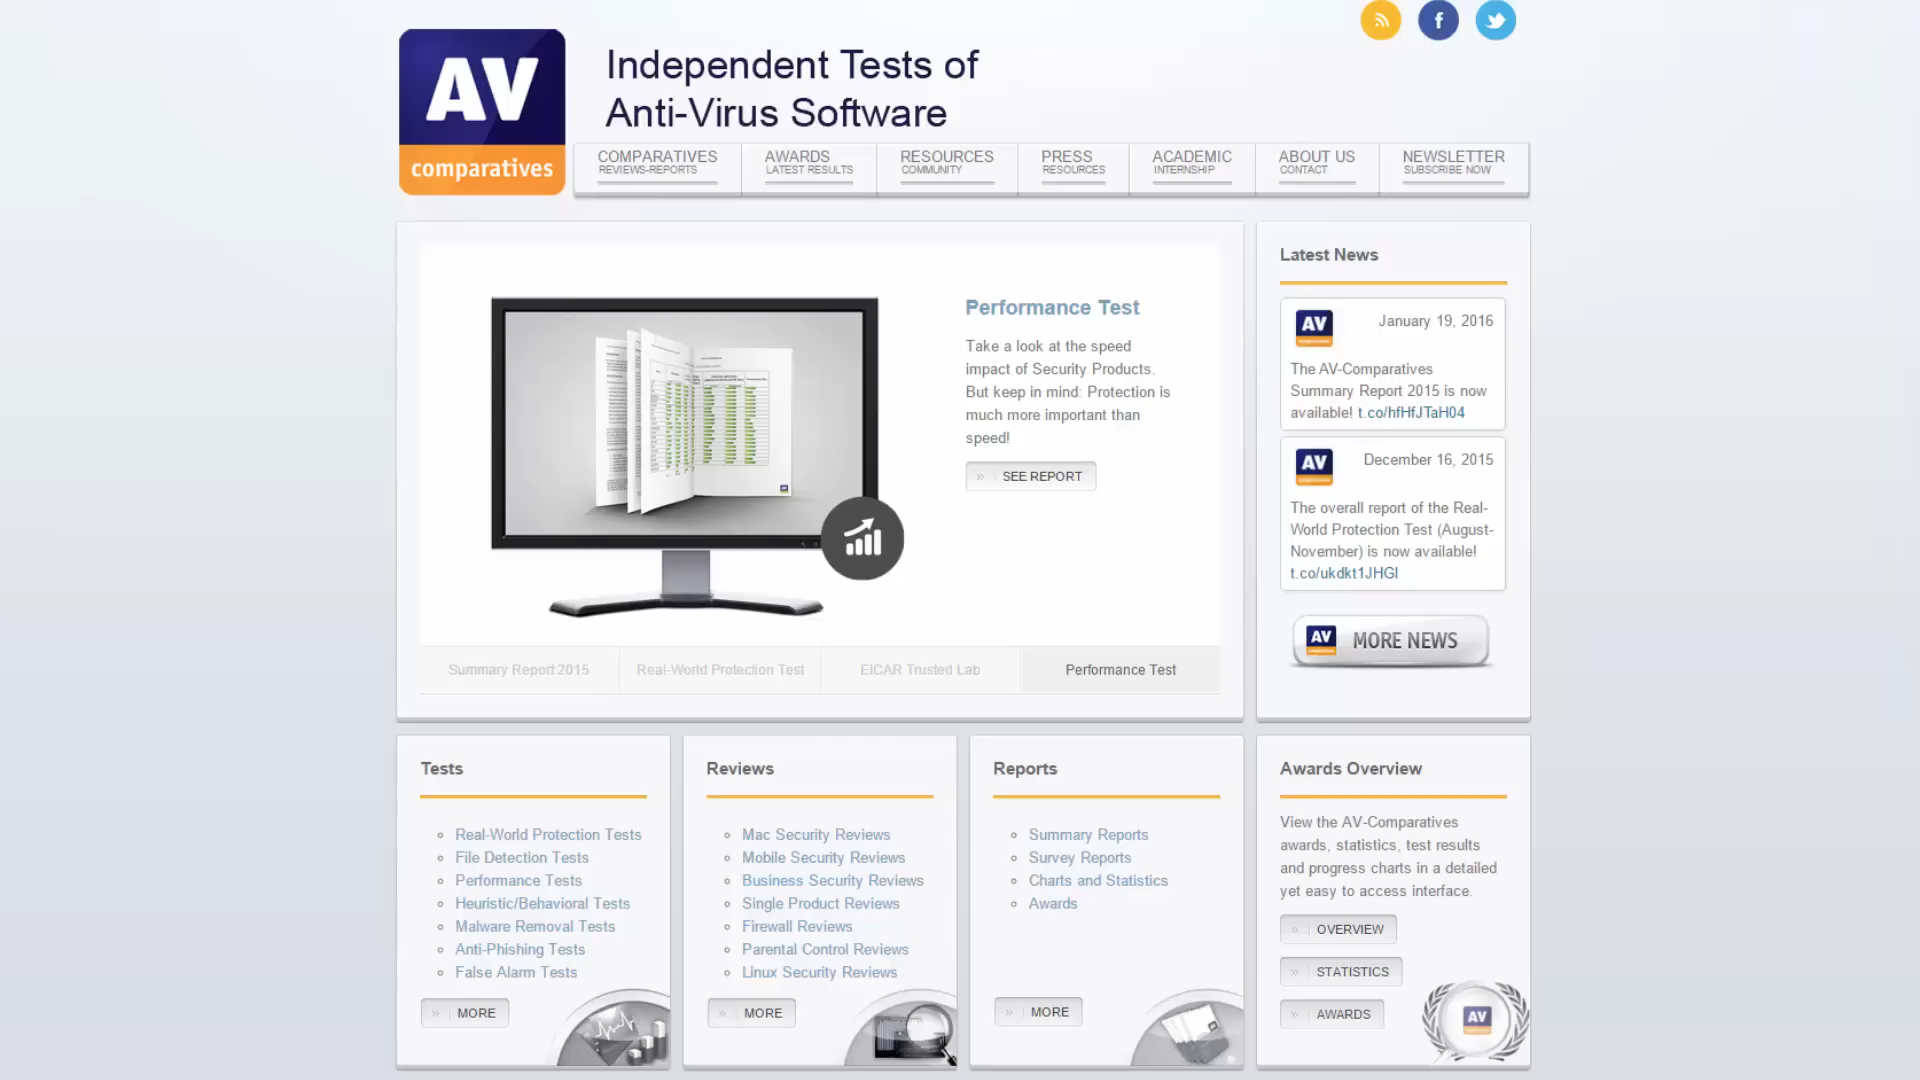 AV
comparatives
Independent Tests of
Anti-Virus Software
COMPARATIVES
REVIEWS-REPORTS
AWARDS
LATEST RESULTS
RESOURCES
COMMUNITY
PRESS
RESOURCES
ACADEMIC
INTERNSHIP
ABOUT US
CONTACT
NEWSLETTER
SUBSCRIBE NOW
Performance Test
Take a look at the speed
impact of Security Products.
But keep in mind: Protection is
much more important than
speed!
SEE REPORT
Summary Report 2015
Real-World Protection Test
EICAR Trusted Lab
Performance Test
Latest News
AV
January 19, 2016
The AV-Comparatives
Summary Report 2015 is now
available! t.co/hfHfJTaH04
AV
December 16, 2015
The overall report of the Real-
World Protection Test (August-
November) is now available!
t.co/ukdkt1JHGl
AV MORE NEWS
Tests
Real-World Protection Tests
File Detection Tests
Performance Tests
Heuristic/Behavioral Tests
Malware Removal Tests
Anti-Phishing Tests
False Alarm Tests
MORE
Reviews
Mac Security Reviews
Mobile Security Reviews
Business Security Reviews
Single Product Reviews
Firewall Reviews
Parental Control Reviews
Linux Security Reviews
MORE
Reports
Summary Reports
Survey Reports
Charts and Statistics
Awards
MORE
Awards Overview
View the AV-Comparatives
awards, statistics, test results
and progress charts in a detailed
yet easy to access interface.
OVERVIEW
STATISTICS
AWARDS
AV